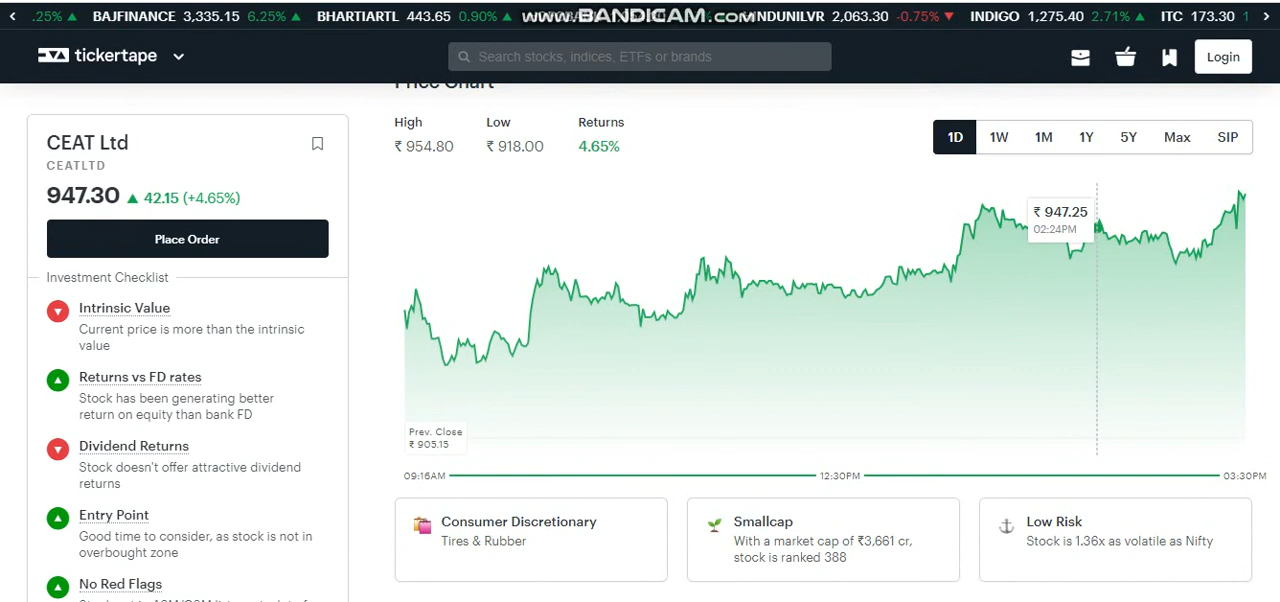 .25% ▲ BAJFINANCE 3,335.15 6.25% ▲ BHARTIARTL 443.65 0.90% ▲ www.BANDICAM.com NDUNILVR 2,063.30 -0.75% ▼ INDIGO 1,275.40 2.71% ▲ ITC 173.30 1
tickertape
Search stocks, indices, ETFs or brands
Login
Price Chart
CEAT Ltd
CEATLTD
947.30 ▲ 42.15 (+4.65%)
Place Order
Investment Checklist
Intrinsic Value
Current price is more than the intrinsic
value
Returns vs FD rates
Stock has been generating better
return on equity than bank FD
Dividend Returns
Stock doesn't offer attractive dividend
returns
Entry Point
Good time to consider, as stock is not in
overbought zone
No Red Flags
High Low Returns
₹ 954.80 ₹ 918.00 4.65%
1D 1W 1M 1Y 5Y Max SIP
₹ 947.25
02:24PM
Prev. Close
₹ 905.15
09:16AM 12:30PM 03:30PM
Consumer Discretionary
Tires & Rubber
Smallcap
With a market cap of ₹3,661 cr,
stock is ranked 388
Low Risk
Stock is 1.36x as volatile as Nifty